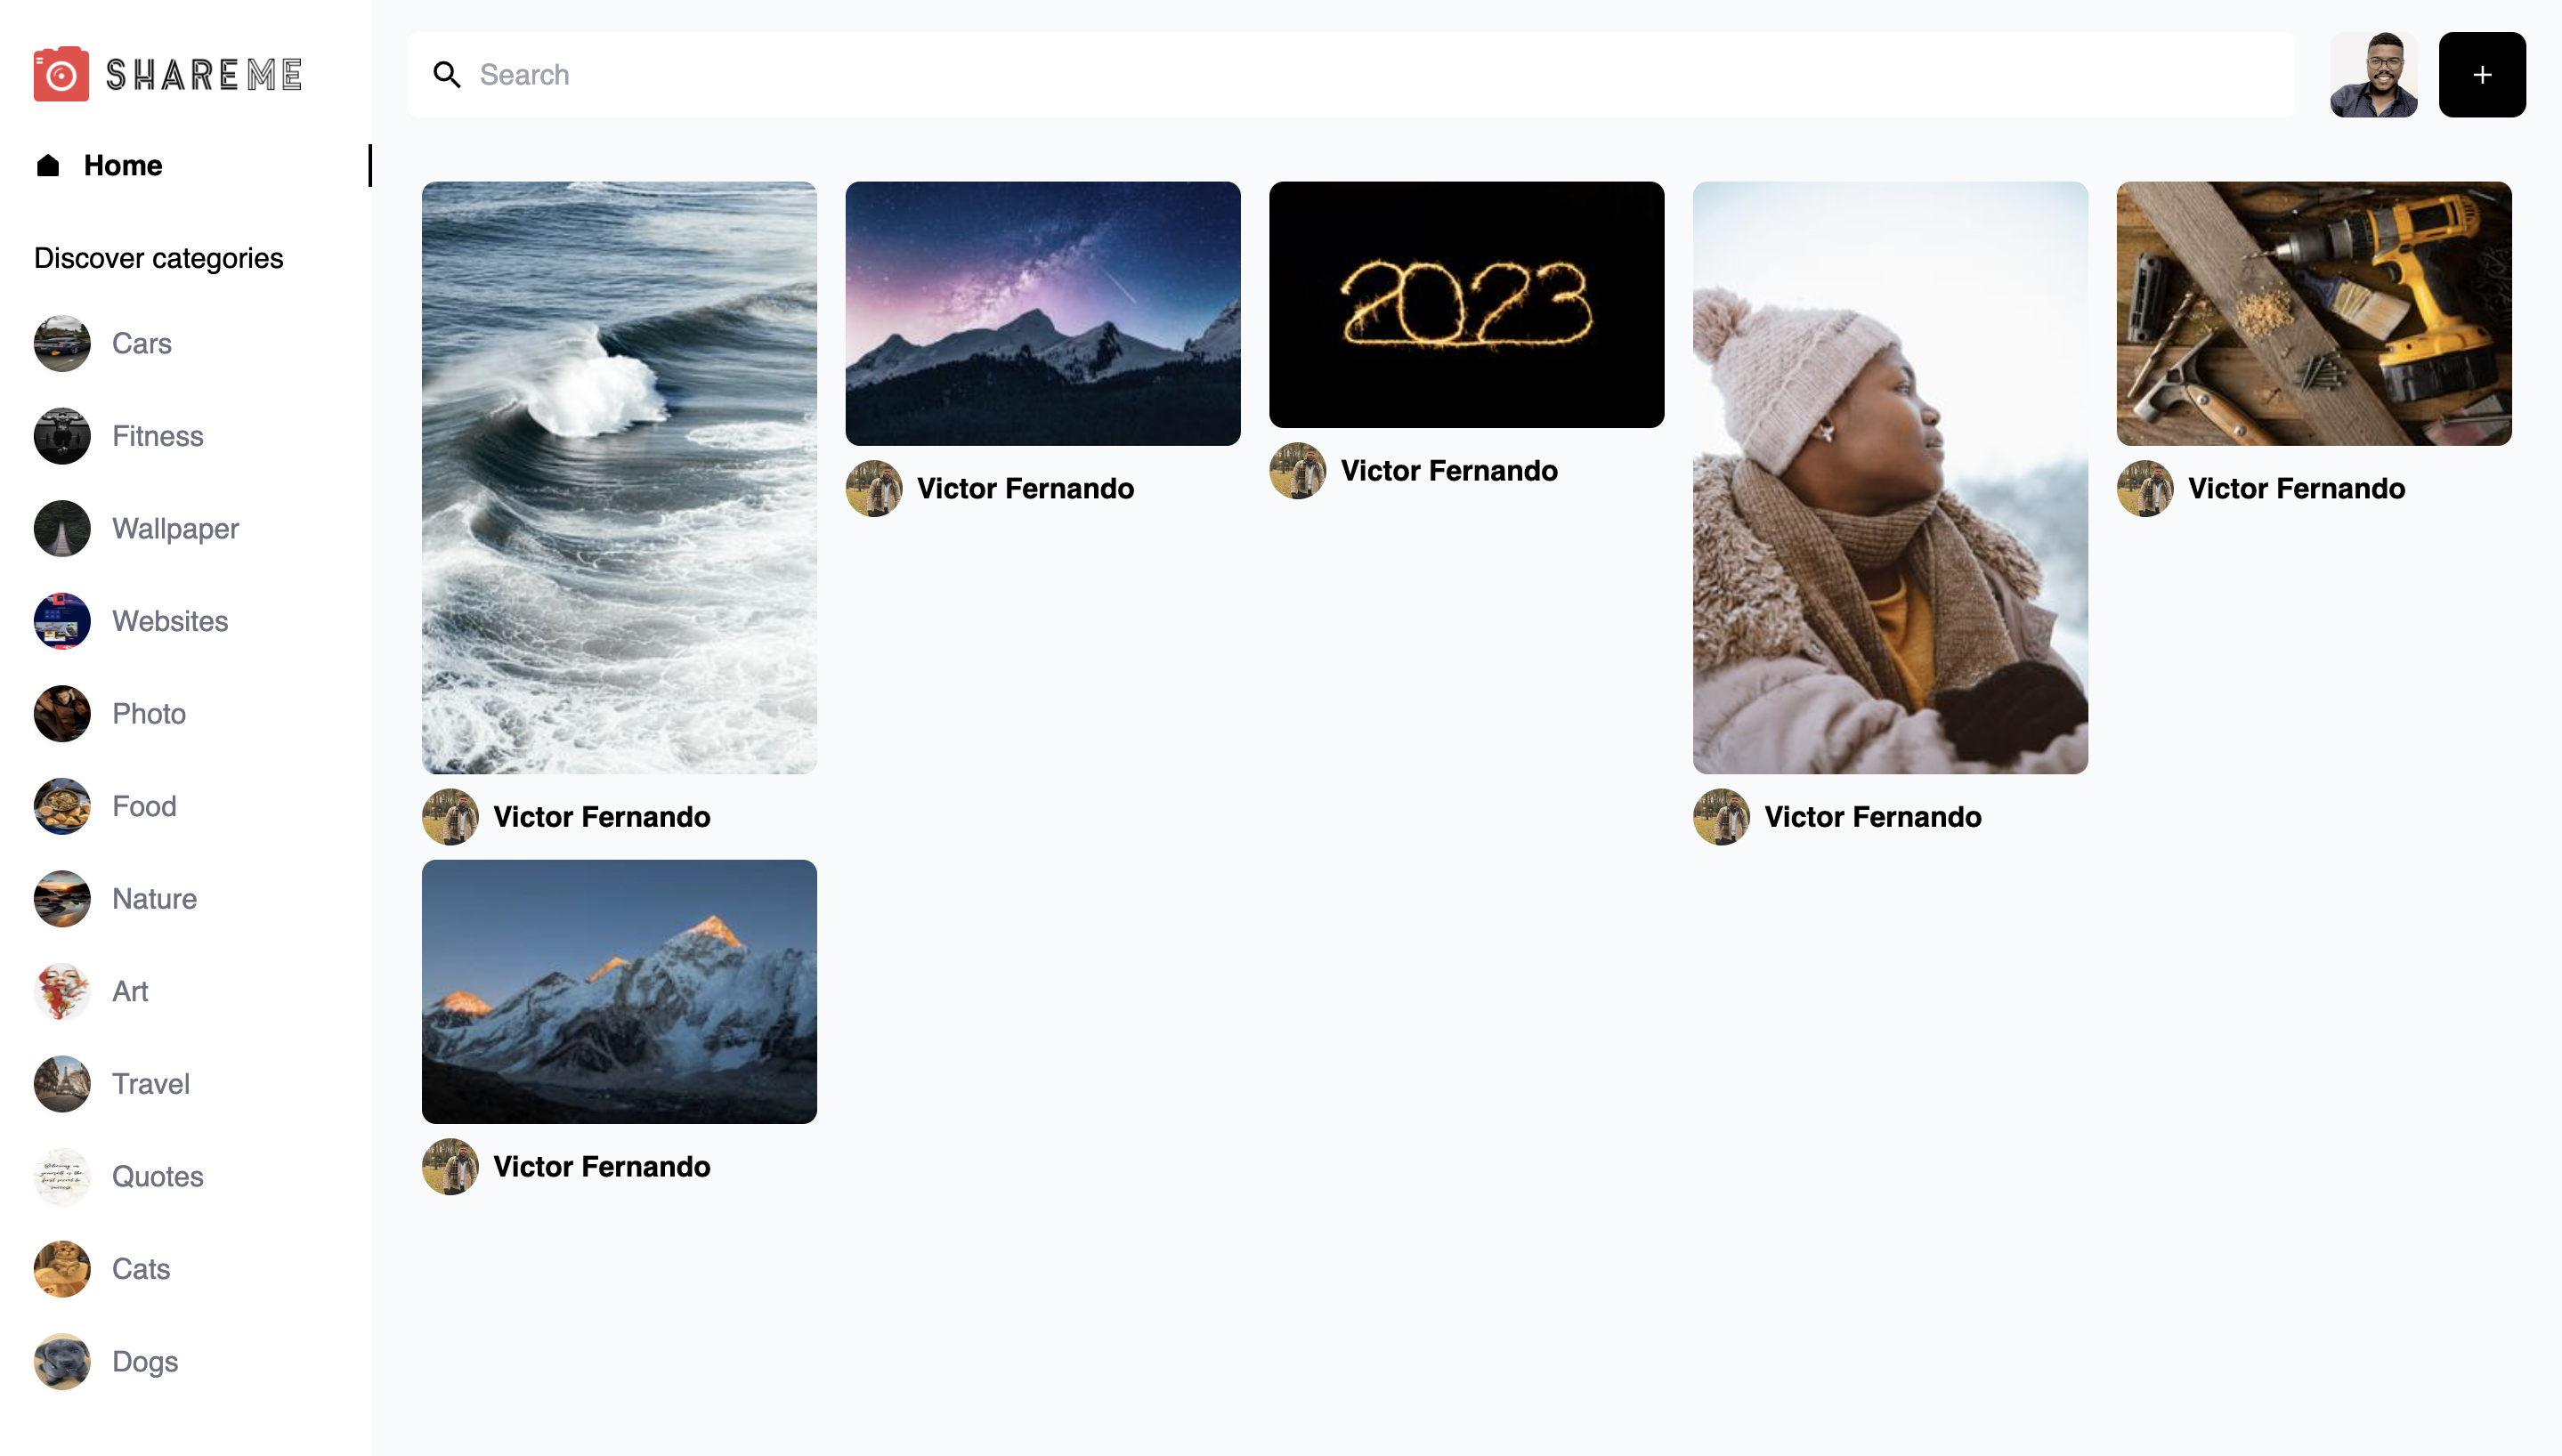 SHAREME
Search
Home
Discover categories
Cars
Fitness
Wallpaper
Websites
Photo
Food
Nature
Art
Travel
Quotes
Cats
Dogs
2023
Victor Fernando
Victor Fernando
Victor Fernando
Victor Fernando
Victor Fernando
Victor Fernando